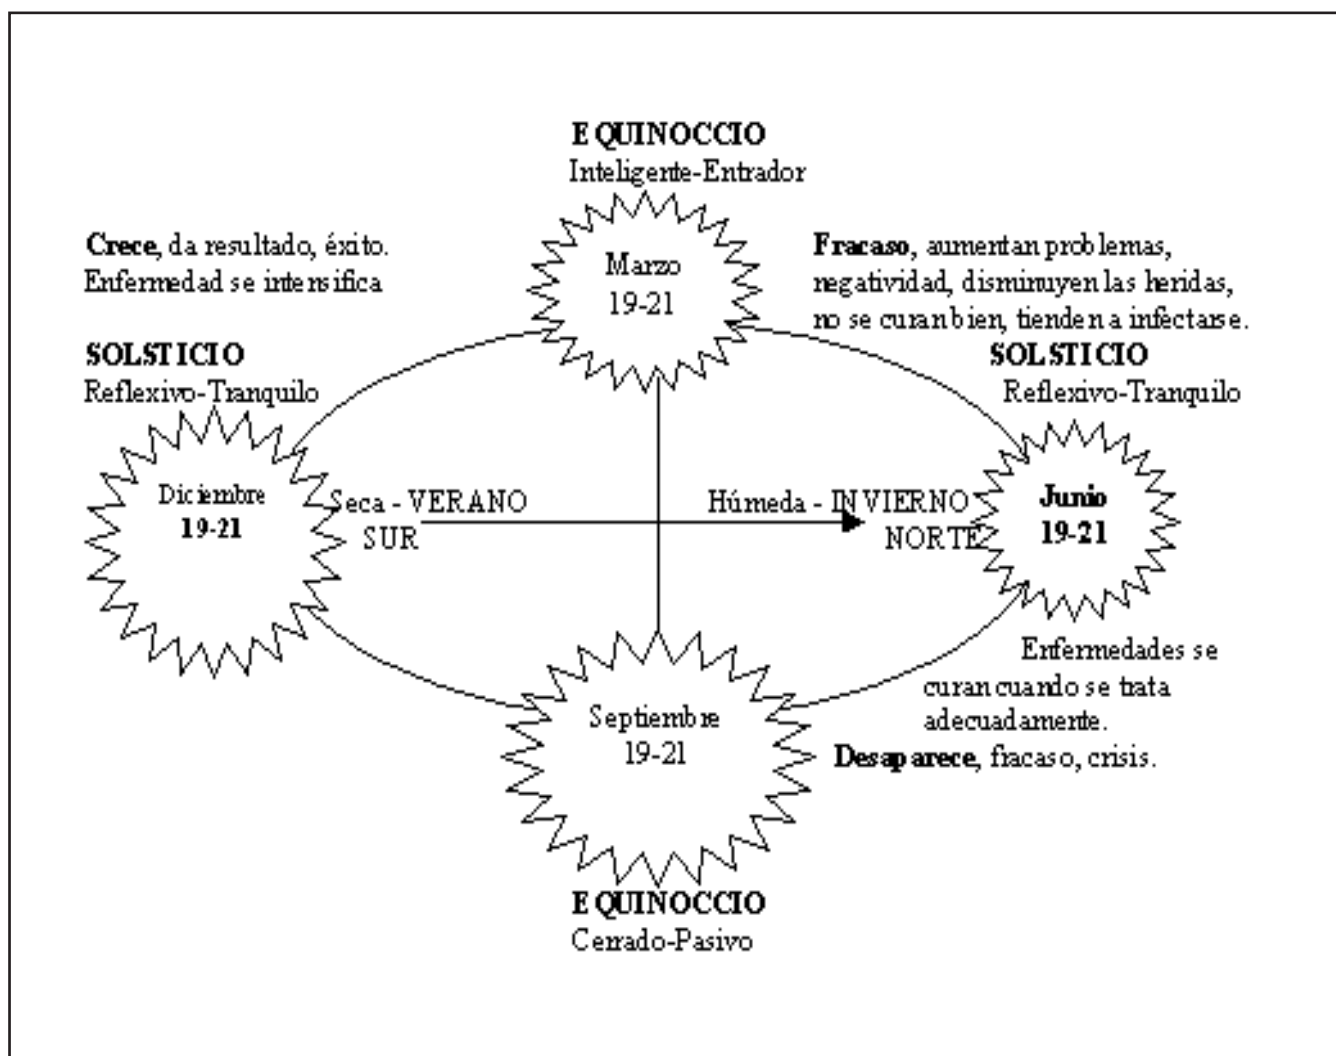 EQUINOCCIO
Inteligente-Entrador
Crece, da resultado, éxito.
Enfermedad se intensifica
Marzo
19-21
Fracaso, aumentan problemas,
negatividad, disminuyen las heridas,
no se curan bien, tienden a infectarse.
SOLSTICIO
Reflexivo-Tranquilo
SOLSTICIO
Reflexivo-Tranquilo
Diciembre
19-21
Seca - VERANO
SUR
Húmeda - INVIERNO
NORTE
Junio
19-21
Enfermedades se
curan cuando se trata
adecuadamente.
Desaparece, fracaso, crisis.
Septiembre
19-21
EQUINOCCIO
Cerrado-Pasivo